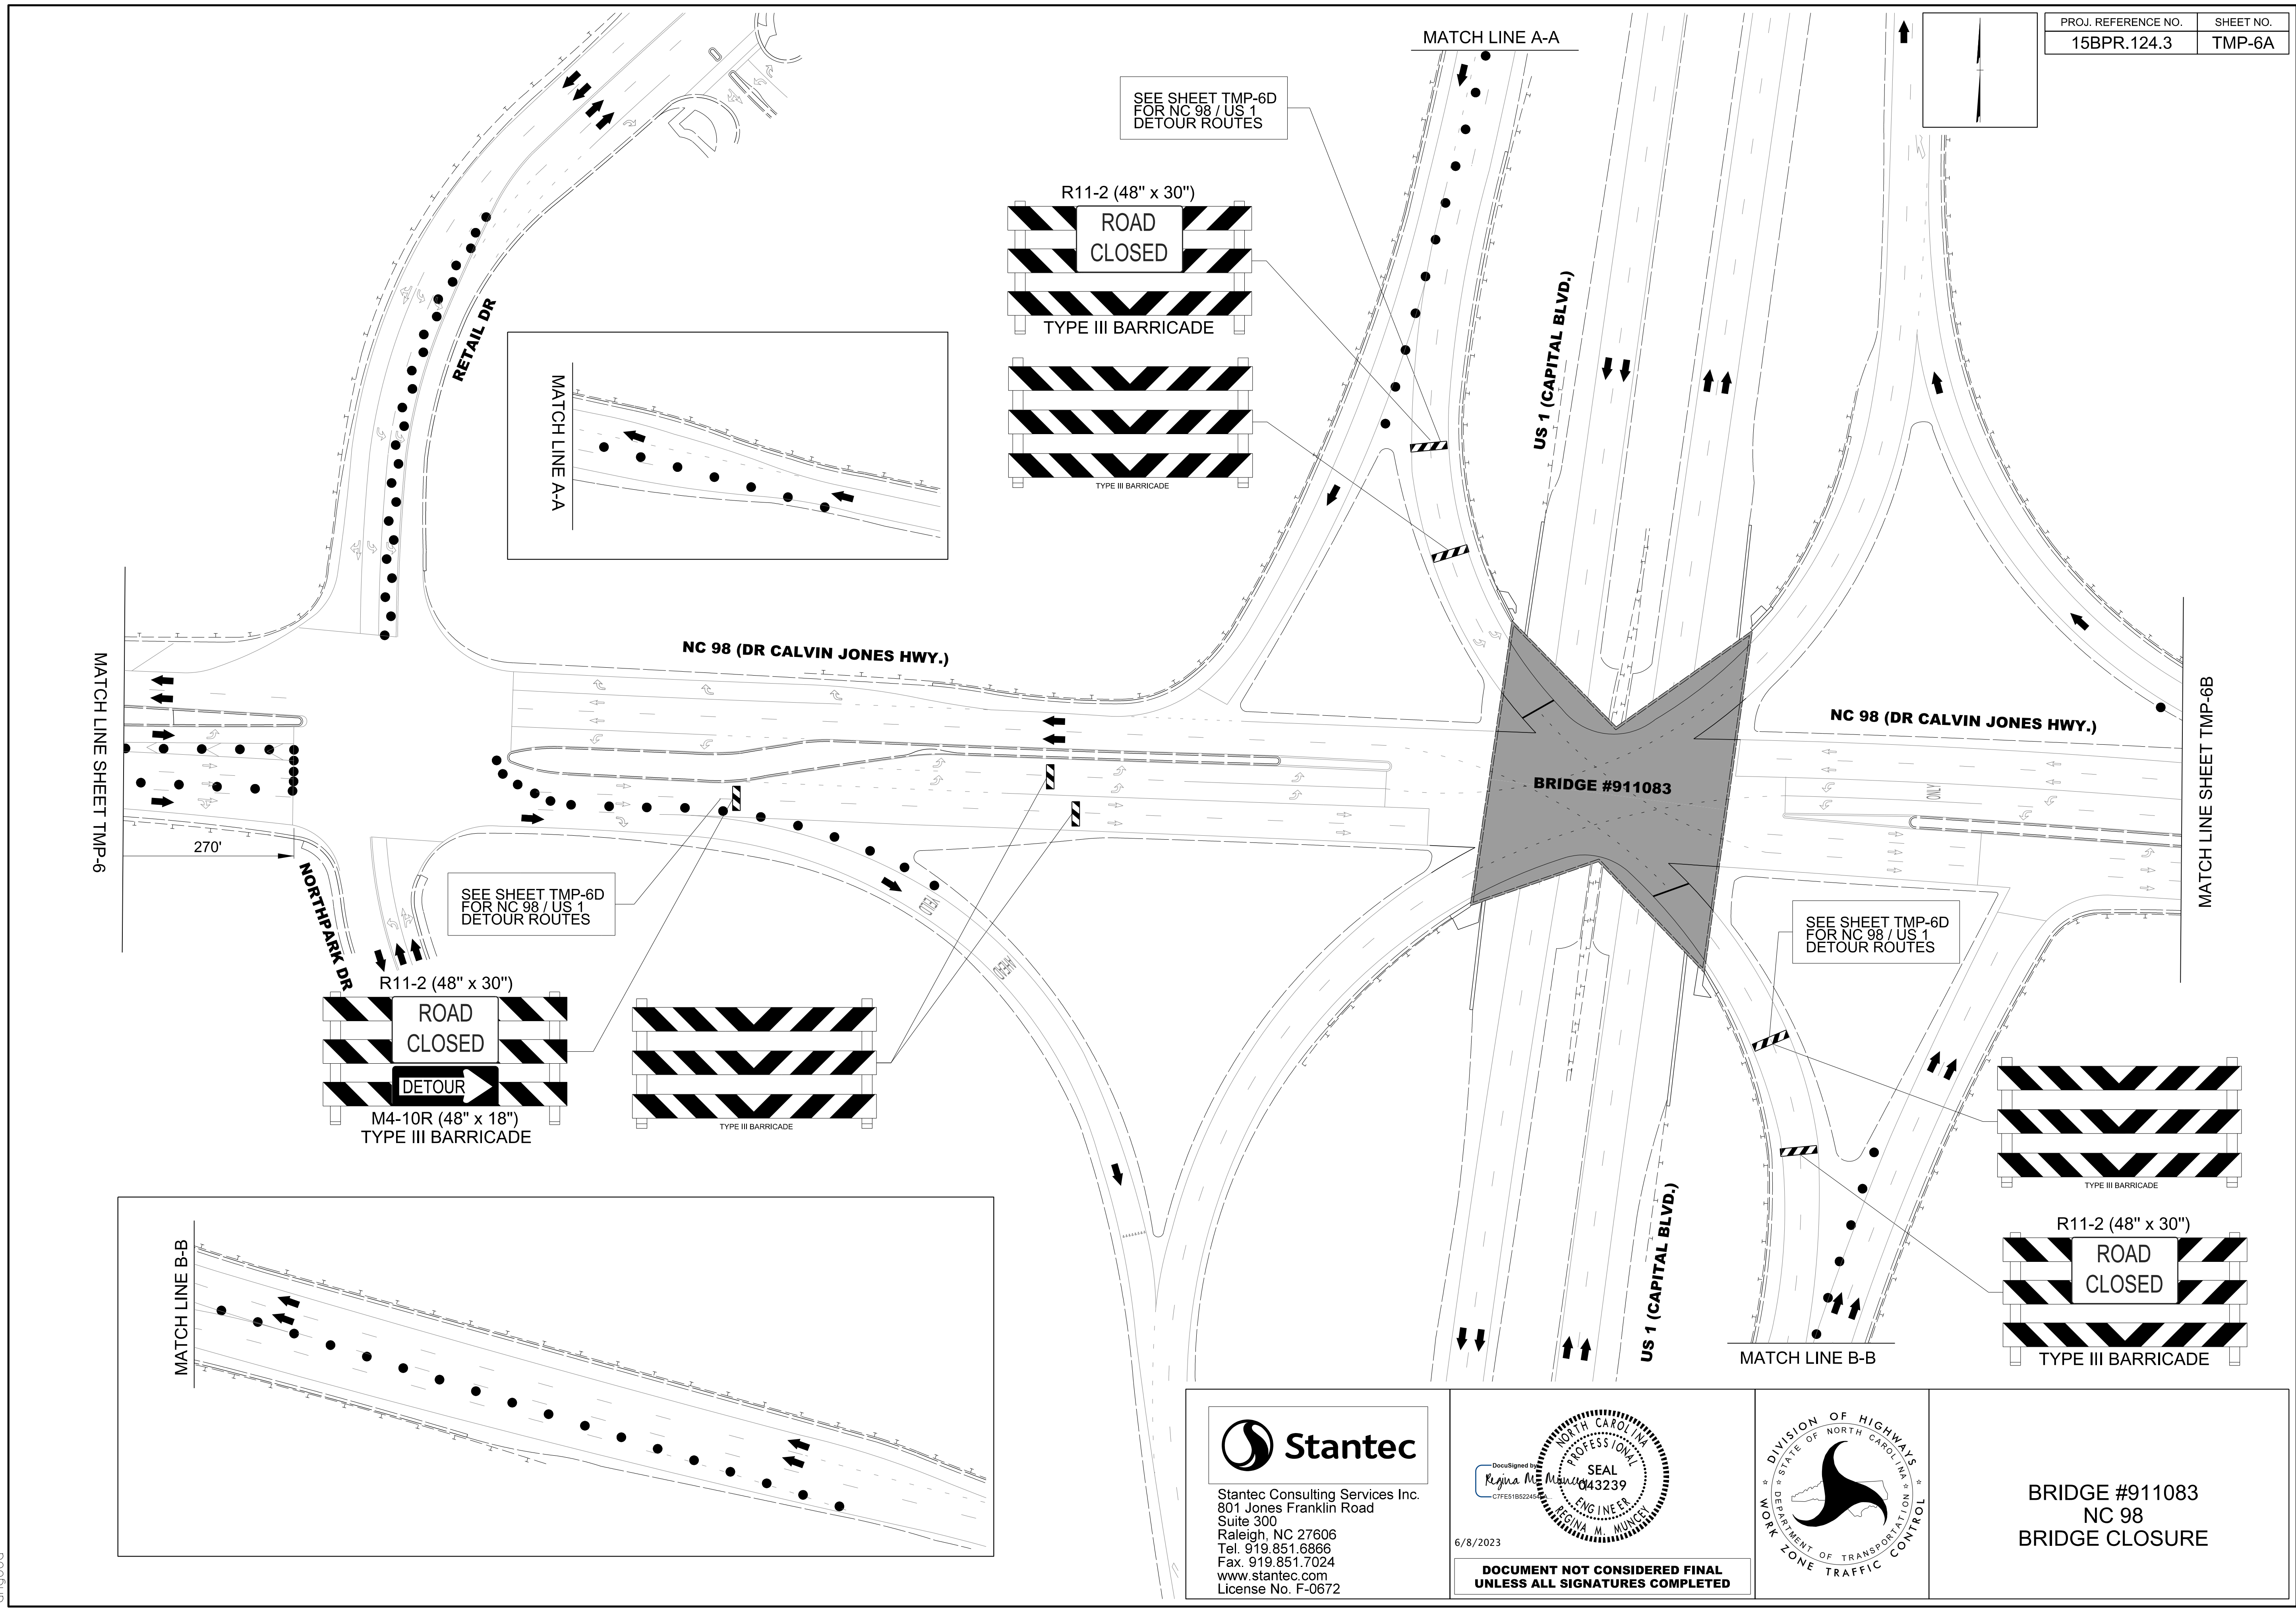 PROJ. REFERENCE NO.
SHEET NO.
15BPR.124.3
TMP-6A
MATCH LINE A-A
SEE SHEET TMP-6D
FOR NC 98 / US 1
DETOUR ROUTES
R11-2 (48" x 30")
ROAD
CLOSED
TYPE III BARRICADE
TYPE III BARRICADE
US 1 (CAPITAL BLVD.)
RETAIL DR
MATCH LINE A-A
MATCH LINE SHEET TMP-6
NC 98 (DR CALVIN JONES HWY.)
NC 98 (DR CALVIN JONES HWY.)
MATCH LINE SHEET TMP-6B
BRIDGE #911083
ONLY
270'
NORTHPARK DR
SEE SHEET TMP-6D
FOR NC 98 / US 1
DETOUR ROUTES
SEE SHEET TMP-6D
FOR NC 98 / US 1
DETOUR ROUTES
R11-2 (48" x 30")
ROAD
CLOSED
DETOUR
M4-10R (48" x 18")
TYPE III BARRICADE
TYPE III BARRICADE
TYPE III BARRICADE
R11-2 (48" x 30")
ROAD
CLOSED
TYPE III BARRICADE
US 1 (CAPITAL BLVD.)
MATCH LINE B-B
MATCH LINE B-B
Stantec
Stantec Consulting Services Inc.
801 Jones Franklin Road
Suite 300
Raleigh, NC 27606
Tel. 919.851.6866
Fax. 919.851.7024
www.stantec.com
License No. F-0672
DocuSigned by
Regina M. Muncey
NORTH CAROLINA
PROFESSIONAL
SEAL
043239
ENGINEER
REGINA M. MUNCEY
6/8/2023
DOCUMENT NOT CONSIDERED FINAL
UNLESS ALL SIGNATURES COMPLETED
DIVISION OF HIGHWAYS
STATE OF NORTH CAROLINA
DEPARTMENT OF TRANSPORTATION
WORK ZONE TRAFFIC CONTROL
BRIDGE #911083
NC 98
BRIDGE CLOSURE